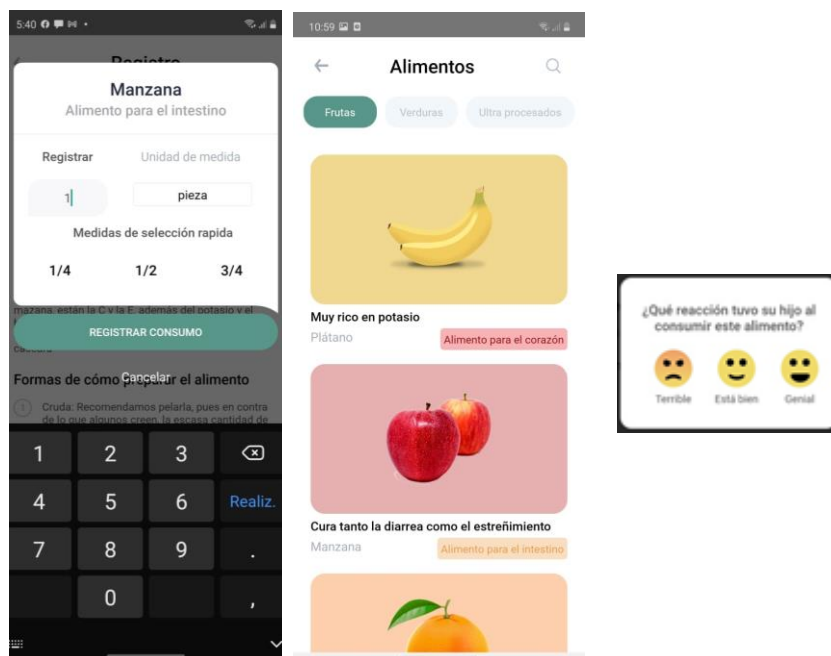 5:40
Registro
Manzana
Alimento para el intestino
Registrar
Unidad de medida
1
pieza
Medidas de selección rapida
1/4
1/2
3/4
mazana, están la C y la E, además del potasio y el
REGISTRAR CONSUMO
Cancelar
Formas de cómo preparar el alimento
1
Cruda: Recomendamos pelarla, pues en contra
de lo que algunos creen, la escasa cantidad de
1
2
3
4
5
6
Realiz.
7
8
9
.
0
,
10:59
Alimentos
Frutas
Verduras
Ultra procesados
Muy rico en potasio
Plátano
Alimento para el corazón
Cura tanto la diarrea como el estreñimiento
Manzana
Alimento para el intestino
¿Qué reacción tuvo su hijo al
consumir este alimento?
Terrible
Está bien
Genial